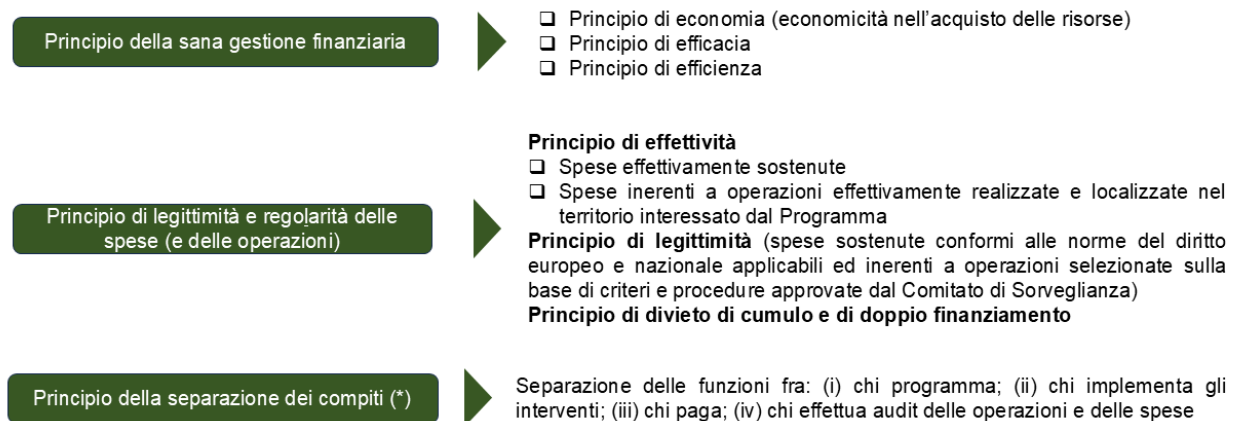 Principio della sana gestione finanziaria
❑ Principio di economia (economicità nell'acquisto delle risorse)
❑ Principio di efficacia
❑ Principio di efficienza
Principio di legittimità e regolarità delle
spese (e delle operazioni)
Principio di effettività
❑ Spese effettivamente sostenute
❑ Spese inerenti a operazioni effettivamente realizzate e localizzate nel
territorio interessato dal Programma
Principio di legittimità (spese sostenute conformi alle norme del diritto
europeo e nazionale applicabili ed inerenti a operazioni selezionate sulla
base di criteri e procedure approvate dal Comitato di Sorveglianza)
Principio di divieto di cumulo e di doppio finanziamento
Principio della separazione dei compiti (*)
Separazione delle funzioni fra: (i) chi programma; (ii) chi implementa gli
interventi; (iii) chi paga; (iv) chi effettua audit delle operazioni e delle spese